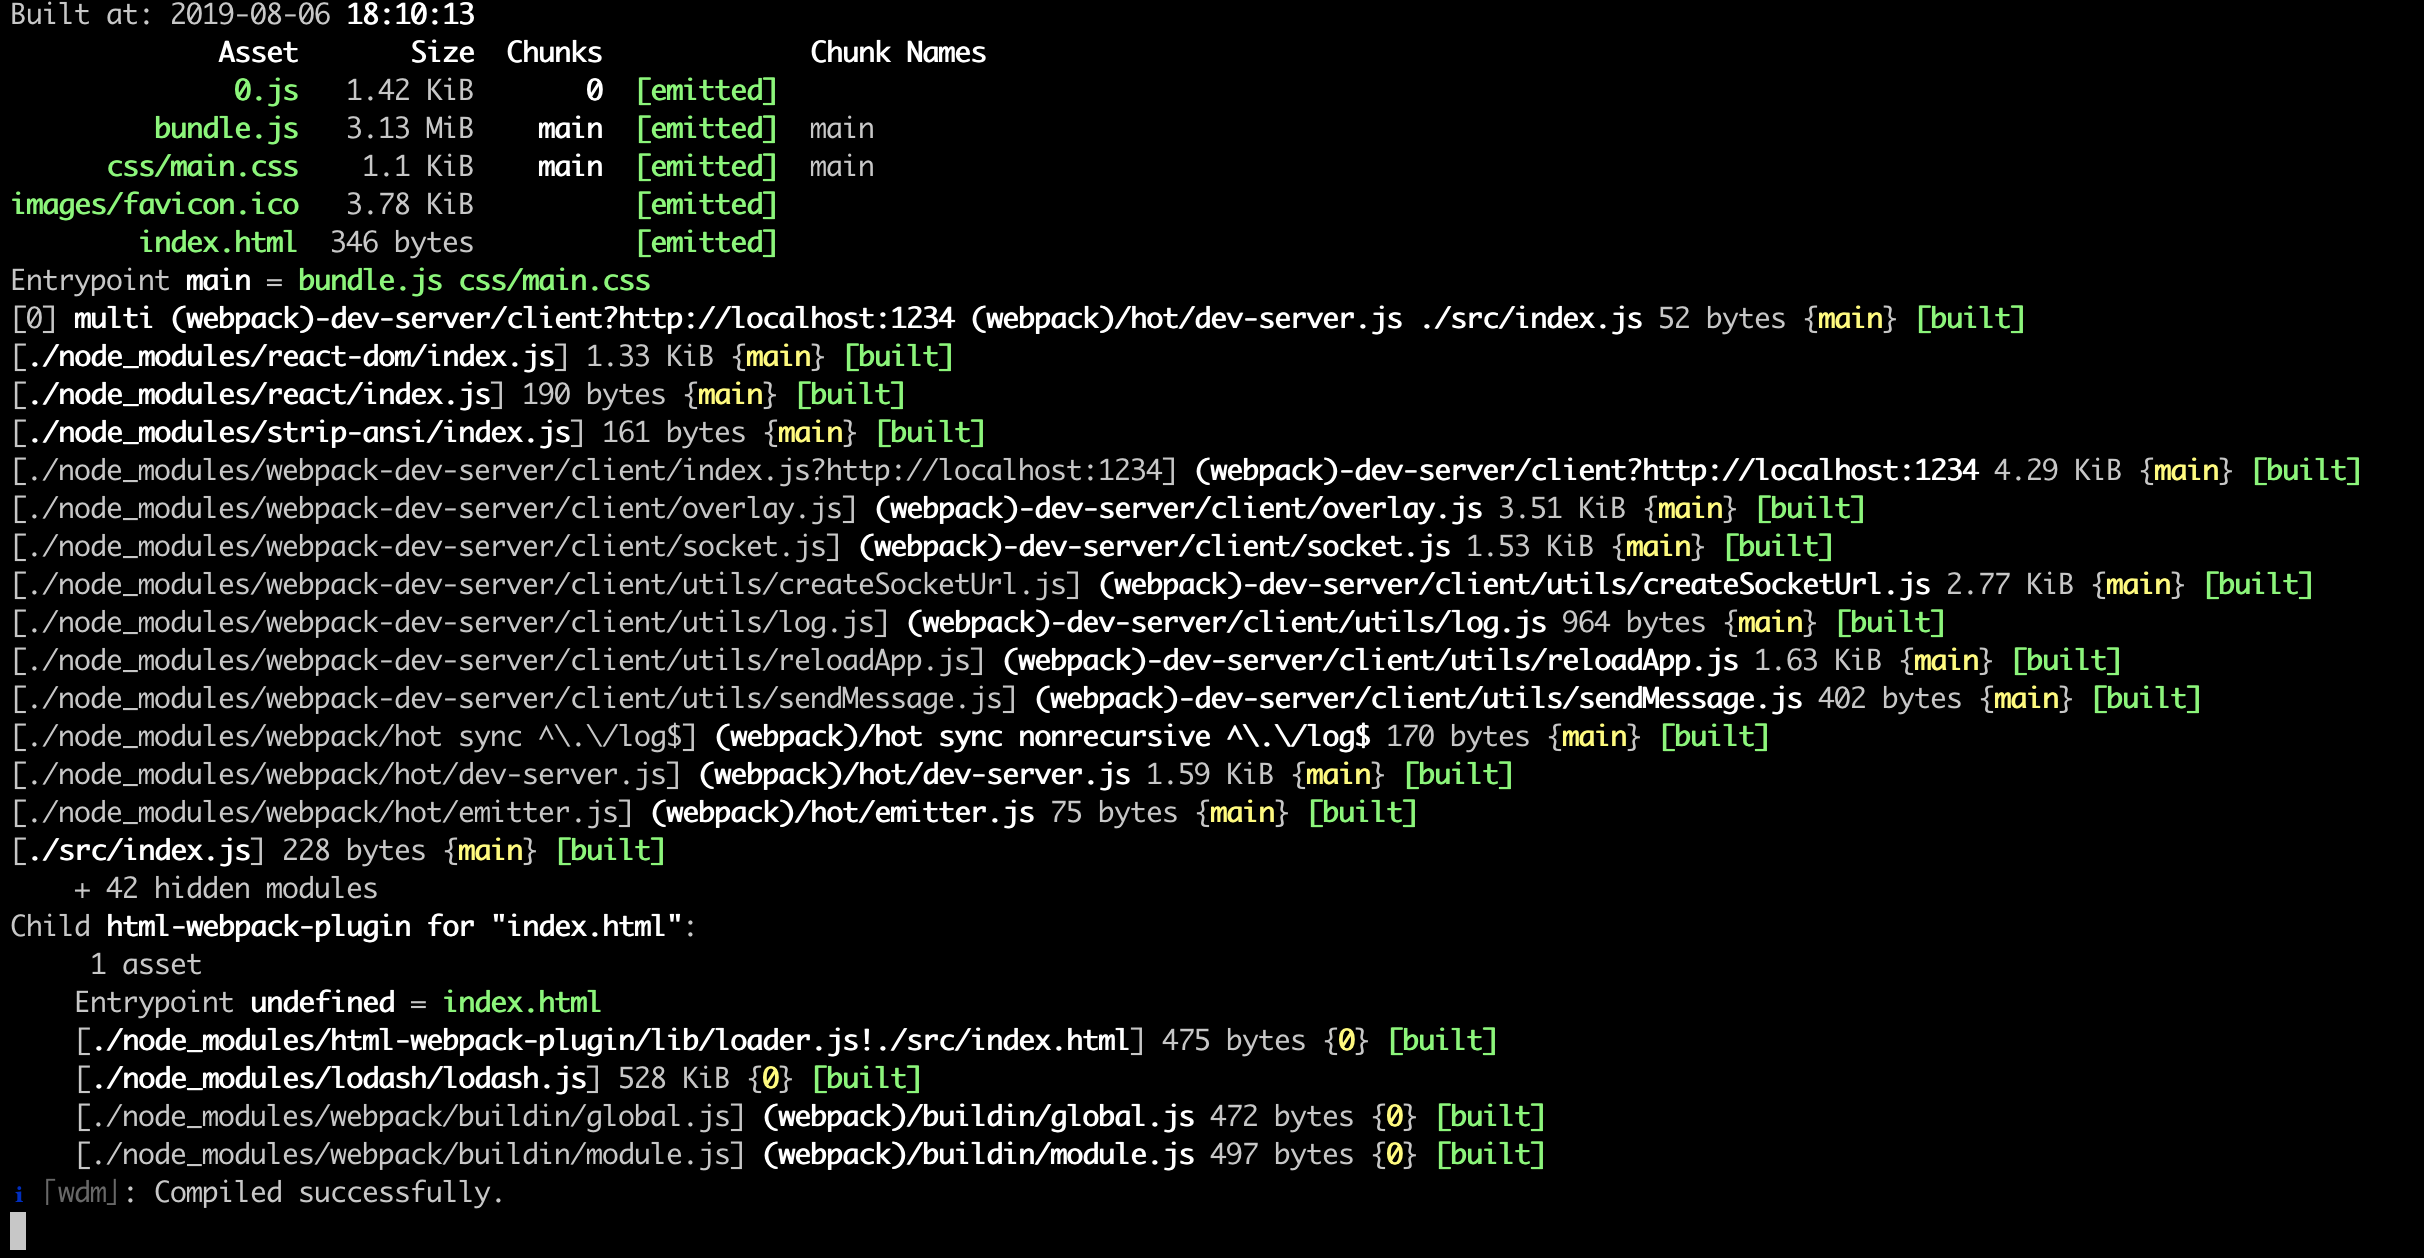 Built at: 2019-08-06 18:10:13
Asset Size Chunks Chunk Names
0.js 1.42 KiB 0 [emitted]
bundle.js 3.13 MiB main [emitted] main
css/main.css 1.1 KiB main [emitted] main
images/favicon.ico 3.78 KiB [emitted]
index.html 346 bytes [emitted]
Entrypoint main = bundle.js css/main.css
[0] multi (webpack)-dev-server/client?http://localhost:1234 (webpack)/hot/dev-server.js ./src/index.js 52 bytes {main} [built]
[./node_modules/react-dom/index.js] 1.33 KiB {main} [built]
[./node_modules/react/index.js] 190 bytes {main} [built]
[./node_modules/strip-ansi/index.js] 161 bytes {main} [built]
[./node_modules/webpack-dev-server/client/index.js?http://localhost:1234] (webpack)-dev-server/client?http://localhost:1234 4.29 KiB {main} [built]
[./node_modules/webpack-dev-server/client/overlay.js] (webpack)-dev-server/client/overlay.js 3.51 KiB {main} [built]
[./node_modules/webpack-dev-server/client/socket.js] (webpack)-dev-server/client/socket.js 1.53 KiB {main} [built]
[./node_modules/webpack-dev-server/client/utils/createSocketUrl.js] (webpack)-dev-server/client/utils/createSocketUrl.js 2.77 KiB {main} [built]
[./node_modules/webpack-dev-server/client/utils/log.js] (webpack)-dev-server/client/utils/log.js 964 bytes {main} [built]
[./node_modules/webpack-dev-server/client/utils/reloadApp.js] (webpack)-dev-server/client/utils/reloadApp.js 1.63 KiB {main} [built]
[./node_modules/webpack-dev-server/client/utils/sendMessage.js] (webpack)-dev-server/client/utils/sendMessage.js 402 bytes {main} [built]
[./node_modules/webpack/hot sync ^\.\/log$] (webpack)/hot sync nonrecursive ^\.\/log$ 170 bytes {main} [built]
[./node_modules/webpack/hot/dev-server.js] (webpack)/hot/dev-server.js 1.59 KiB {main} [built]
[./node_modules/webpack/hot/emitter.js] (webpack)/hot/emitter.js 75 bytes {main} [built]
[./src/index.js] 228 bytes {main} [built]
+ 42 hidden modules
Child html-webpack-plugin for "index.html":
1 asset
Entrypoint undefined = index.html
[./node_modules/html-webpack-plugin/lib/loader.js!./src/index.html] 475 bytes {0} [built]
[./node_modules/lodash/lodash.js] 528 KiB {0} [built]
[./node_modules/webpack/buildin/global.js] (webpack)/buildin/global.js 472 bytes {0} [built]
[./node_modules/webpack/buildin/module.js] (webpack)/buildin/module.js 497 bytes {0} [built]
ℹ ｢wdm｣: Compiled successfully.